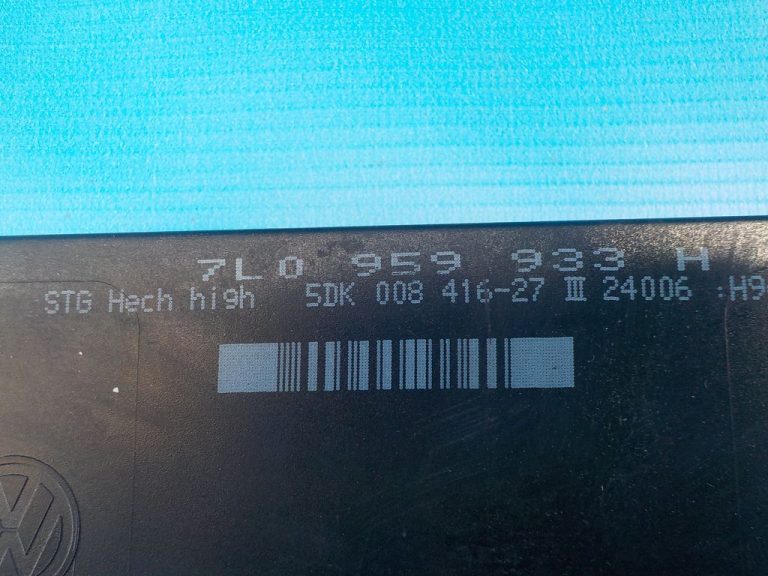 7L0 959 933 H
STG Hech high 5DK 008 416-27 III 24006 :H9